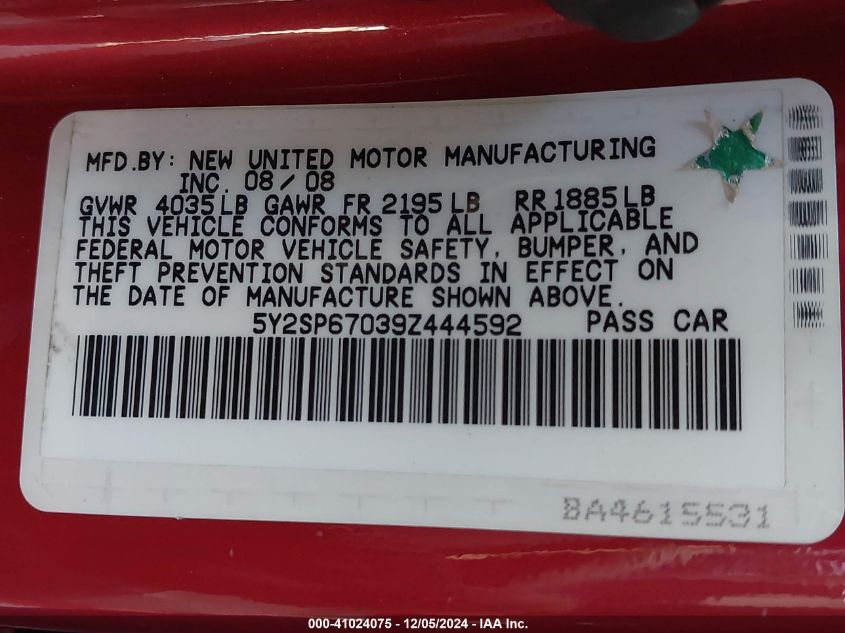 MFD.BY: NEW UNITED MOTOR MANUFACTURING
INC. 08/08
GVWR 4035LB GAWR FR 2195LB RR 1885LB
THIS VEHICLE CONFORMS TO ALL APPLICABLE
FEDERAL MOTOR VEHICLE SAFETY, BUMPER, AND
THEFT PREVENTION STANDARDS IN EFFECT ON
THE DATE OF MANUFACTURE SHOWN ABOVE.
5Y2SP67039Z444592 PASS CAR
BA4615531
000-41024075 - 12/05/2024 - IAA Inc.